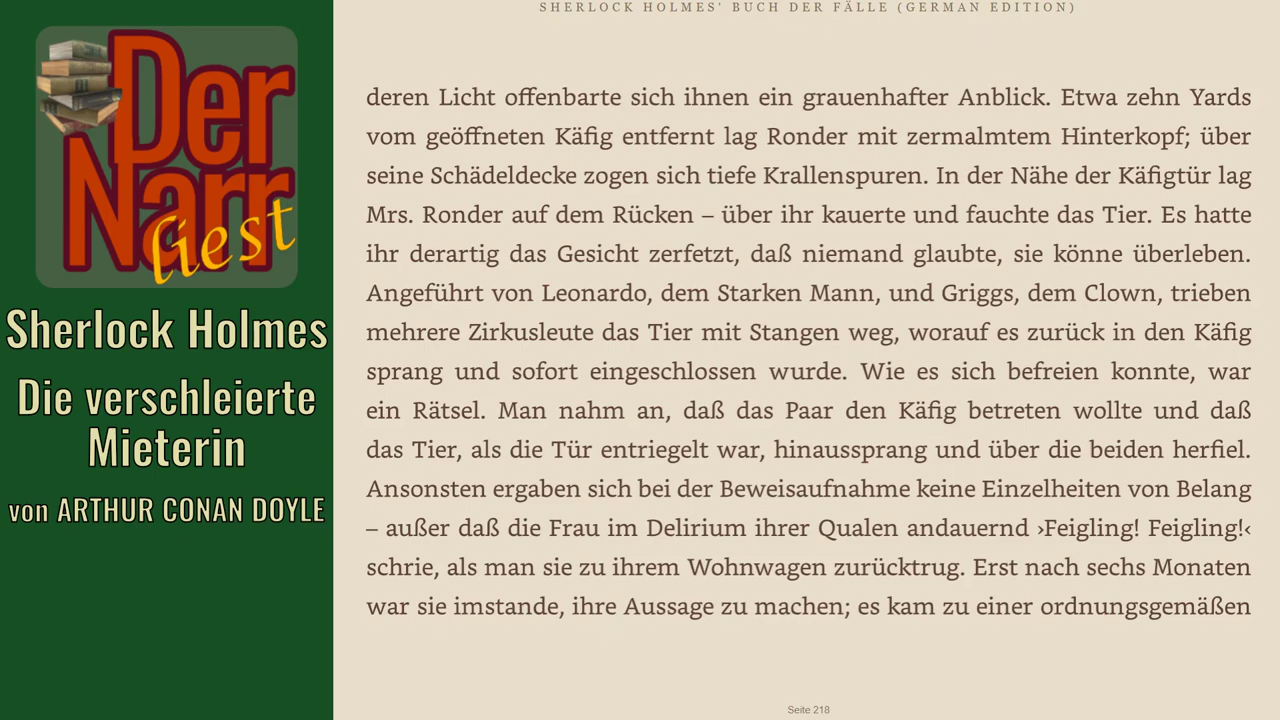 Der
Narr
liest
Sherlock Holmes
Die verschleierte
Mieterin
von ARTHUR CONAN DOYLE
SHERLOCK HOLMES' BUCH DER FÄLLE (GERMAN EDITION)
deren Licht offenbarte sich ihnen ein grauenhafter Anblick. Etwa zehn Yards
vom geöffneten Käfig entfernt lag Ronder mit zermalmtem Hinterkopf; über
seine Schädeldecke zogen sich tiefe Krallenspuren. In der Nähe der Käfigtür lag
Mrs. Ronder auf dem Rücken – über ihr kauerte und fauchte das Tier. Es hatte
ihr derartig das Gesicht zerfetzt, daß niemand glaubte, sie könne überleben.
Angeführt von Leonardo, dem Starken Mann, und Griggs, dem Clown, trieben
mehrere Zirkusleute das Tier mit Stangen weg, worauf es zurück in den Käfig
sprang und sofort eingeschlossen wurde. Wie es sich befreien konnte, war
ein Rätsel. Man nahm an, daß das Paar den Käfig betreten wollte und daß
das Tier, als die Tür entriegelt war, hinaussprang und über die beiden herfiel.
Ansonsten ergaben sich bei der Beweisaufnahme keine Einzelheiten von Belang
– außer daß die Frau im Delirium ihrer Qualen andauernd ›Feigling! Feigling!‹
schrie, als man sie zu ihrem Wohnwagen zurücktrug. Erst nach sechs Monaten
war sie imstande, ihre Aussage zu machen; es kam zu einer ordnungsgemäßen
Seite 218